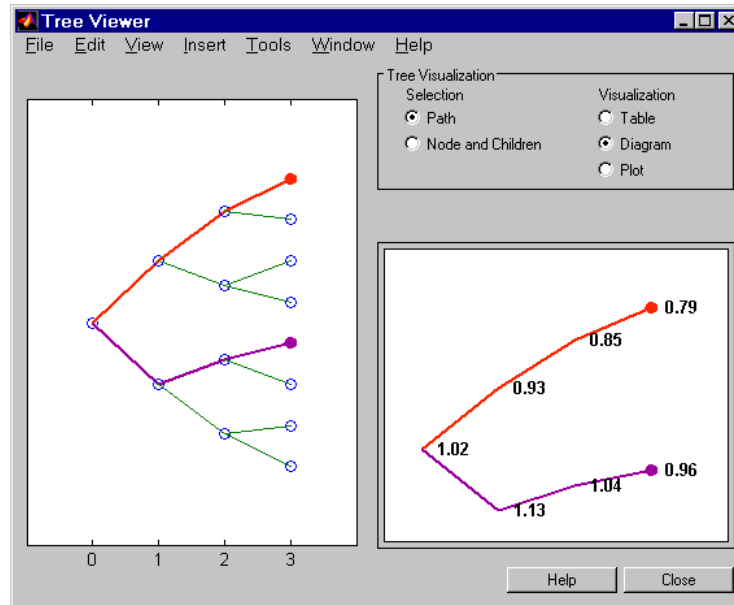 Tree Viewer
File Edit View Insert Tools Window Help
Tree Visualization
Selection Visualization
Path Table
Node and Children Diagram
Plot
0.79
0.85
0.93
1.02
0.96
1.04
1.13
0 1 2 3
Help Close